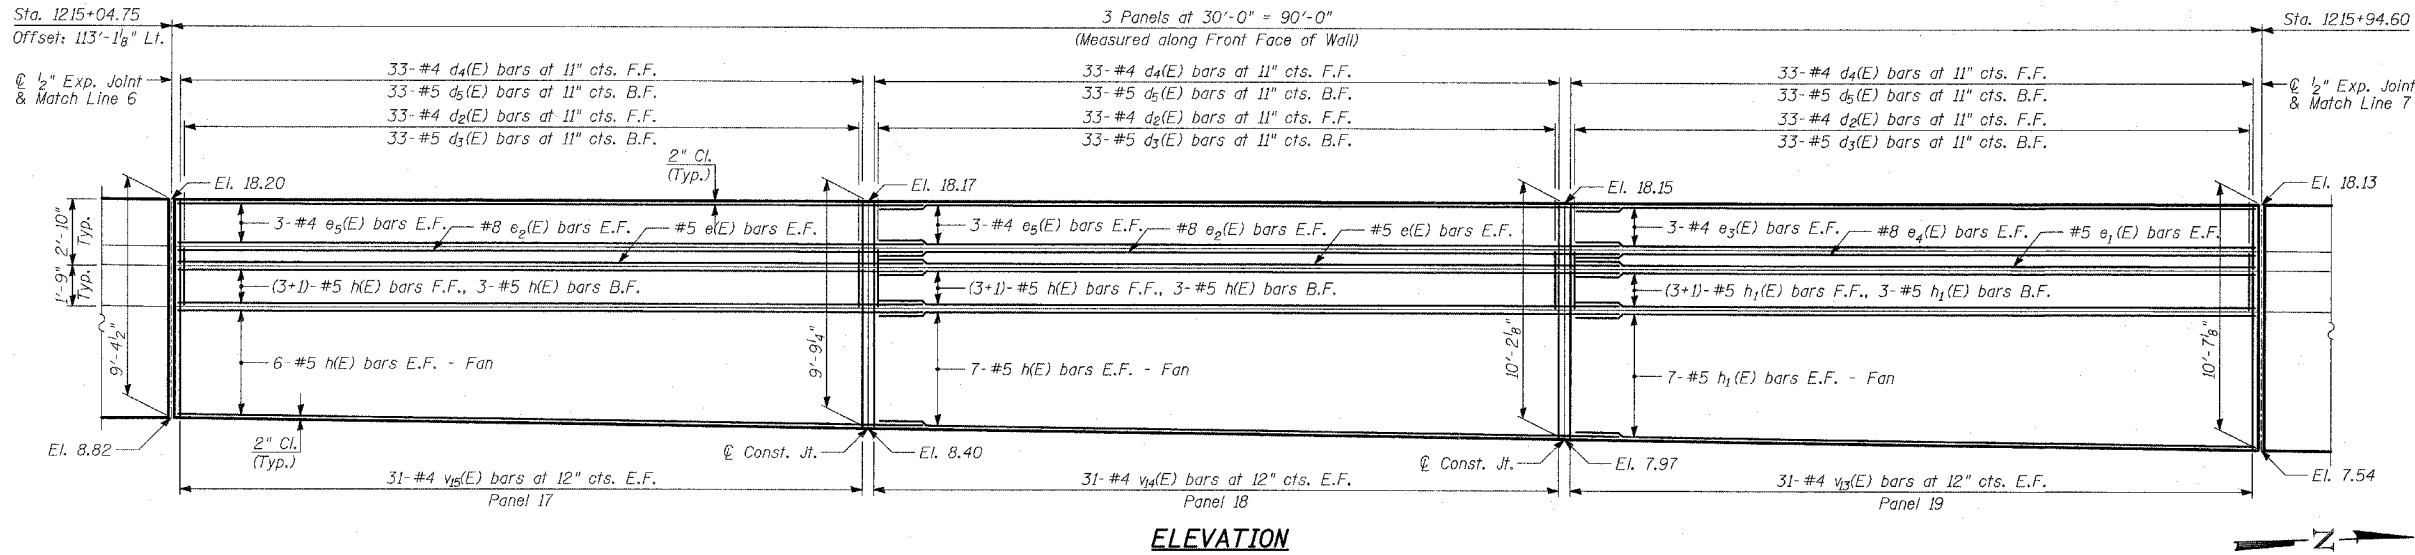 Sta. 1215+04.75
Offset: 113'-1⅛" Lt.
3 Panels at 30'-0" = 90'-0"
(Measured along Front Face of Wall)
Sta. 1215+94.60
℄ ½" Exp. Joint
& Match Line 6
33-#4 d4(E) bars at 11" cts. F.F.
33-#5 d5(E) bars at 11" cts. B.F.
33-#4 d2(E) bars at 11" cts. F.F.
33-#5 d3(E) bars at 11" cts. B.F.
33-#4 d4(E) bars at 11" cts. F.F.
33-#5 d5(E) bars at 11" cts. B.F.
33-#4 d2(E) bars at 11" cts. F.F.
33-#5 d3(E) bars at 11" cts. B.F.
33-#4 d4(E) bars at 11" cts. F.F.
33-#5 d5(E) bars at 11" cts. B.F.
33-#4 d2(E) bars at 11" cts. F.F.
33-#5 d3(E) bars at 11" cts. B.F.
℄ ½" Exp. Joint
& Match Line 7
2" Cl.
(Typ.)
El. 18.20
El. 18.17
El. 18.15
El. 18.13
2'-10"
Typ.
1'-9"
Typ.
3-#4 e5(E) bars E.F.
#8 e2(E) bars E.F.
#5 e(E) bars E.F.
3-#4 e5(E) bars E.F.
#8 e2(E) bars E.F.
#5 e(E) bars E.F.
3-#4 e3(E) bars E.F.
#8 e4(E) bars E.F.
#5 e1(E) bars E.F.
(3+1)-#5 h(E) bars F.F., 3-#5 h(E) bars B.F.
(3+1)-#5 h(E) bars F.F., 3-#5 h(E) bars B.F.
(3+1)-#5 h1(E) bars F.F., 3-#5 h1(E) bars B.F.
9'-4½"
9'-9¼"
10'-2⅛"
10'-7⅛"
6-#5 h(E) bars E.F. - Fan
7-#5 h(E) bars E.F. - Fan
7-#5 h1(E) bars E.F. - Fan
El. 8.82
2" Cl.
(Typ.)
℄ Const. Jt.
El. 8.40
℄ Const. Jt.
El. 7.97
El. 7.54
31-#4 v15(E) bars at 12" cts. E.F.
Panel 17
31-#4 v14(E) bars at 12" cts. E.F.
Panel 18
31-#4 v13(E) bars at 12" cts. E.F.
Panel 19
ELEVATION
N